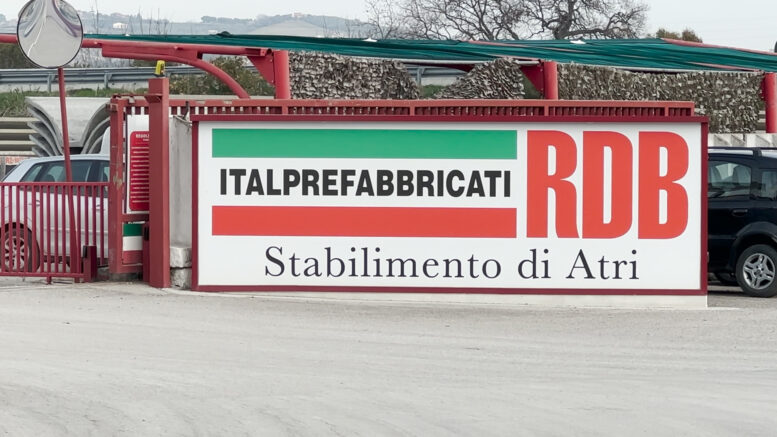 ITALPREFABBRICATI
RDB
Stabilimento di Atri